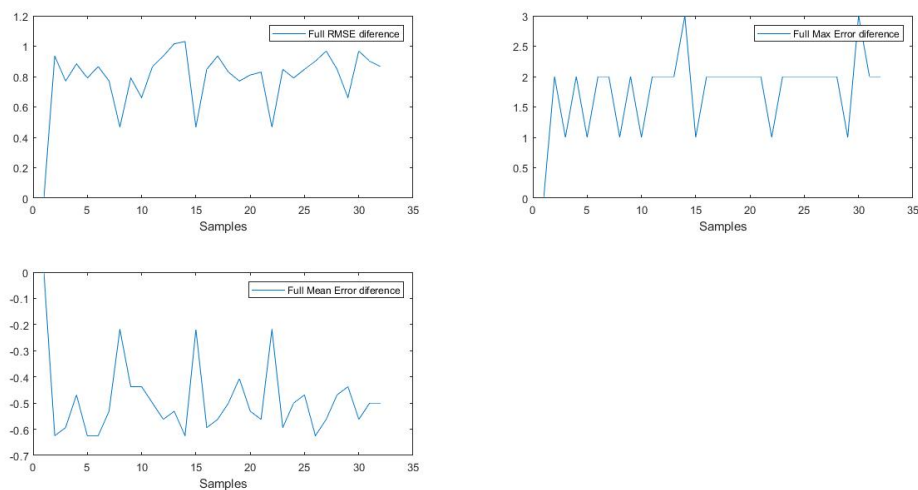 1.2
Full RMSE diference
1
0.8
0.6
0.4
0.2
0
0 5 10 15 20 25 30 35
Samples
3
Full Max Error diference
2.5
2
1.5
1
0.5
0
0 5 10 15 20 25 30 35
Samples
0
Full Mean Error diference
-0.1
-0.2
-0.3
-0.4
-0.5
-0.6
-0.7
0 5 10 15 20 25 30 35
Samples